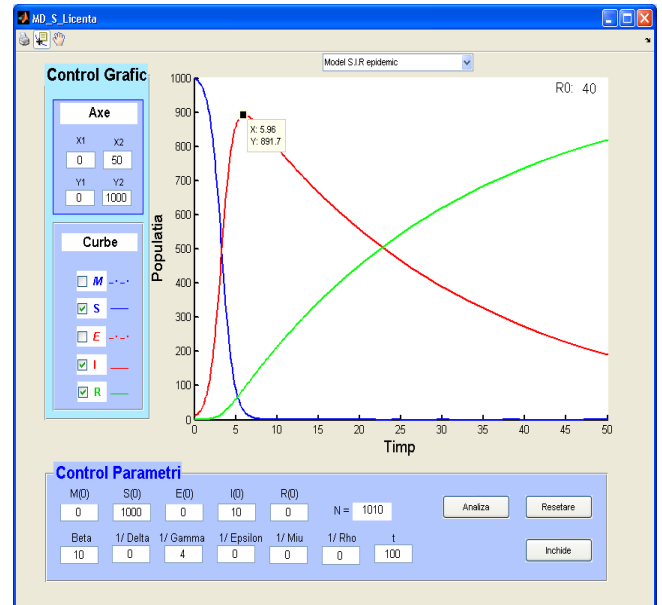 MD_S_Licenta
Model S.I.R epidemic
Control Grafic
Axe
X1 X2
0 50
Y1 Y2
0 1000
Curbe
M
S
E
I
R
R0: 40
X: 5.96
Y: 891.7
Populatia
1000
900
800
700
600
500
400
300
200
100
0
0 5 10 15 20 25 30 35 40 45 50
Timp
Control Parametri
M(0) S(0) E(0) I(0) R(0)
0 1000 0 10 0 N = 1010
Analiza Resetare
Beta 1/ Delta 1/ Gamma 1/ Epsilon 1/ Miu 1/ Rho t
10 0 4 0 0 0 100
Inchide